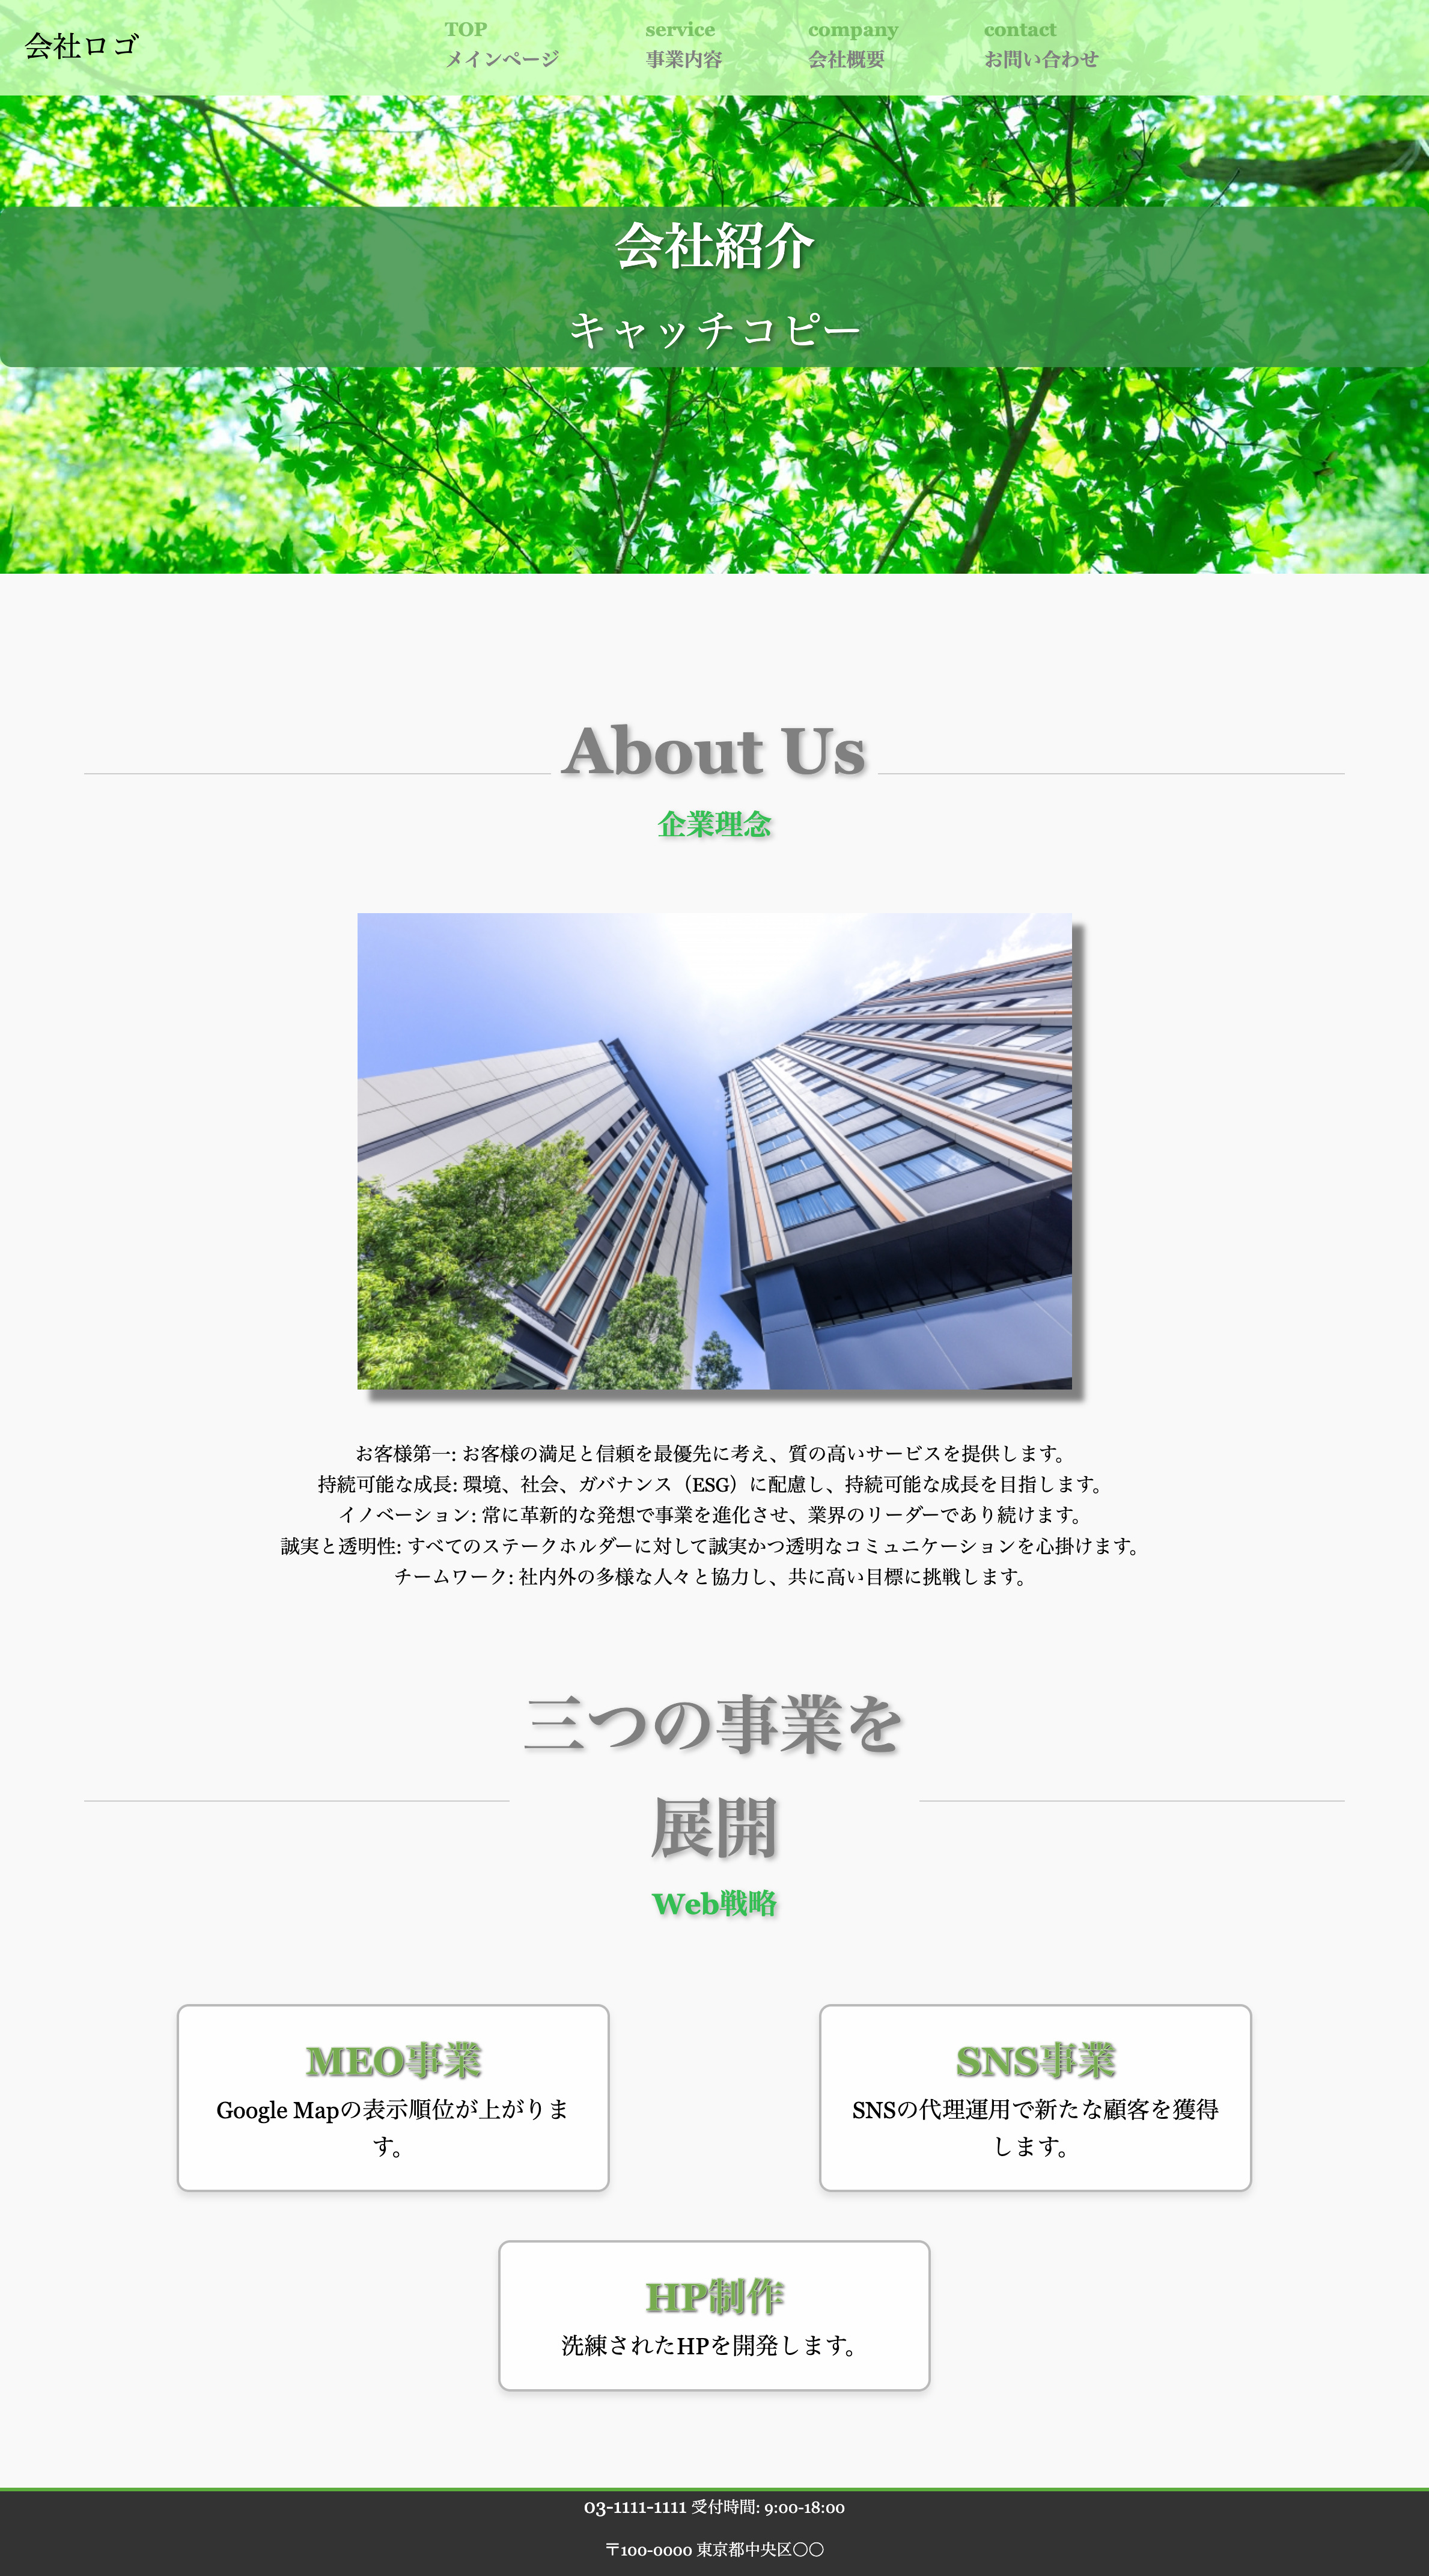 会社ロゴ
TOP
メインページ
service
事業内容
company
会社概要
contact
お問い合わせ
会社紹介
キャッチコピー
About Us
企業理念
お客様第一: お客様の満足と信頼を最優先に考え、質の高いサービスを提供します。
持続可能な成長: 環境、社会、ガバナンス（ESG）に配慮し、持続可能な成長を目指します。
イノベーション: 常に革新的な発想で事業を進化させ、業界のリーダーであり続けます。
誠実と透明性: すべてのステークホルダーに対して誠実かつ透明なコミュニケーションを心掛けます。
チームワーク: 社内外の多様な人々と協力し、共に高い目標に挑戦します。
三つの事業を
展開
Web戦略
MEO事業
Google Mapの表示順位が上がりま
す。
SNS事業
SNSの代理運用で新たな顧客を獲得
します。
HP制作
洗練されたHPを開発します。
03-1111-1111 受付時間: 9:00-18:00
〒100-0000 東京都中央区〇〇